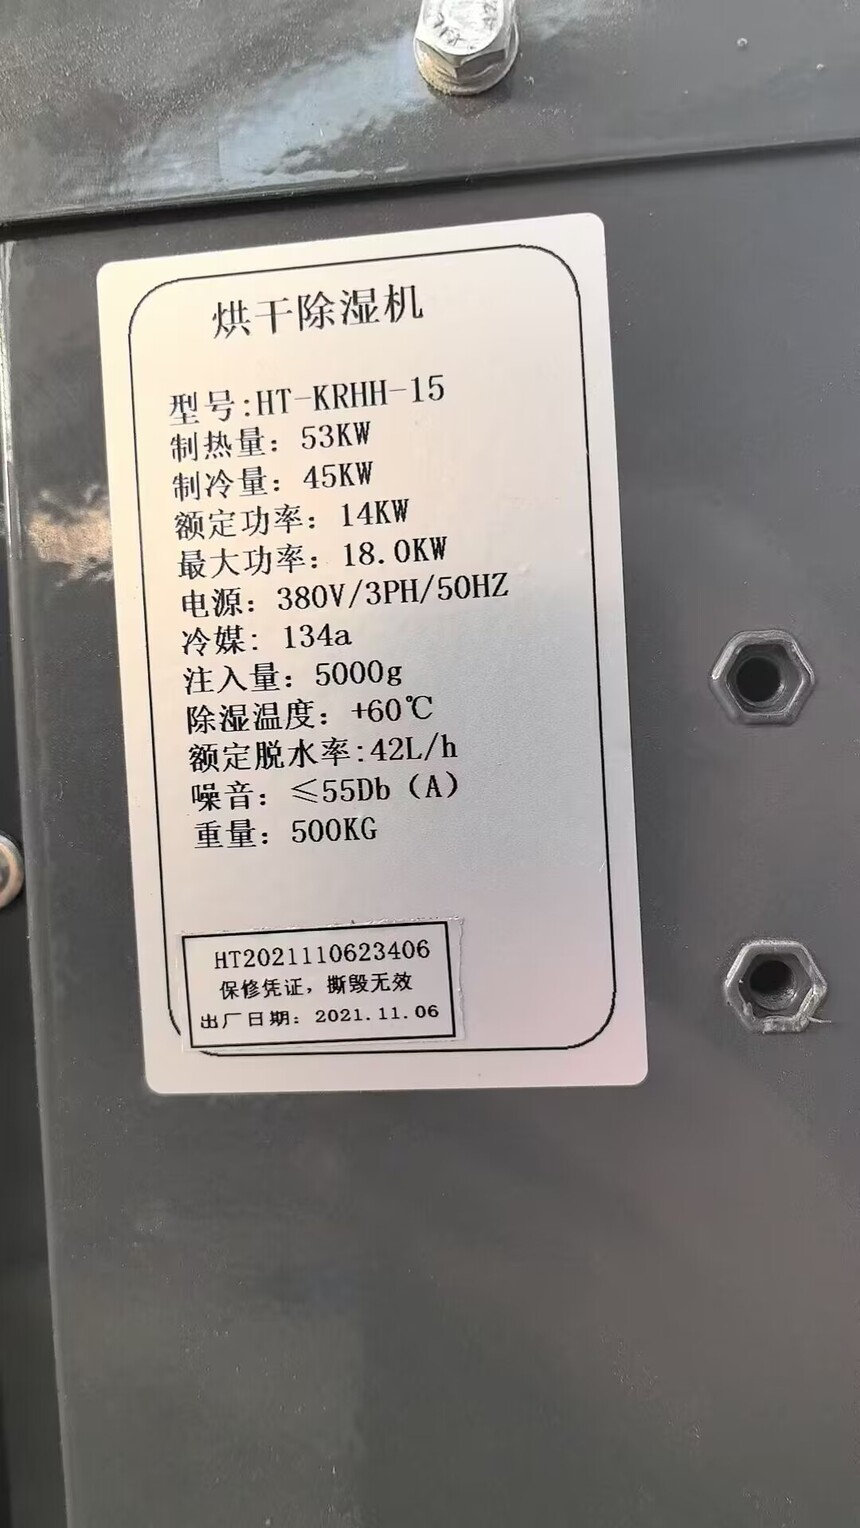 烘干除湿机
型号:HT-KRHH-15
制热量: 53KW
制冷量: 45KW
额定功率: 14KW
最大功率: 18.0KW
电源: 380V/3PH/50HZ
冷媒: 134a
注入量: 5000g
除湿温度: +60℃
额定脱水率:42L/h
噪音: ≤55Db（A）
重量: 500KG
HT2021110623406
保修凭证，撕毁无效
出厂日期: 2021.11.06